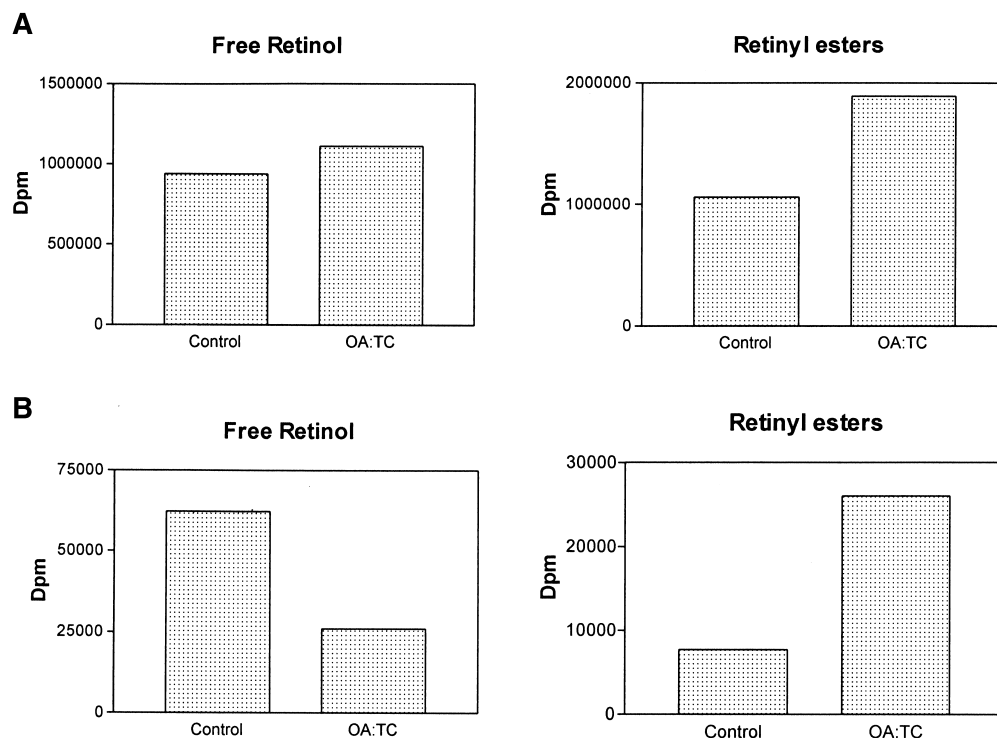 A
Free Retinol
Dpm
1500000
1000000
500000
0
Control
OA:TC
Retinyl esters
Dpm
2000000
1000000
0
Control
OA:TC
B
Free Retinol
Dpm
75000
50000
25000
0
Control
OA:TC
Retinyl esters
Dpm
30000
20000
10000
0
Control
OA:TC